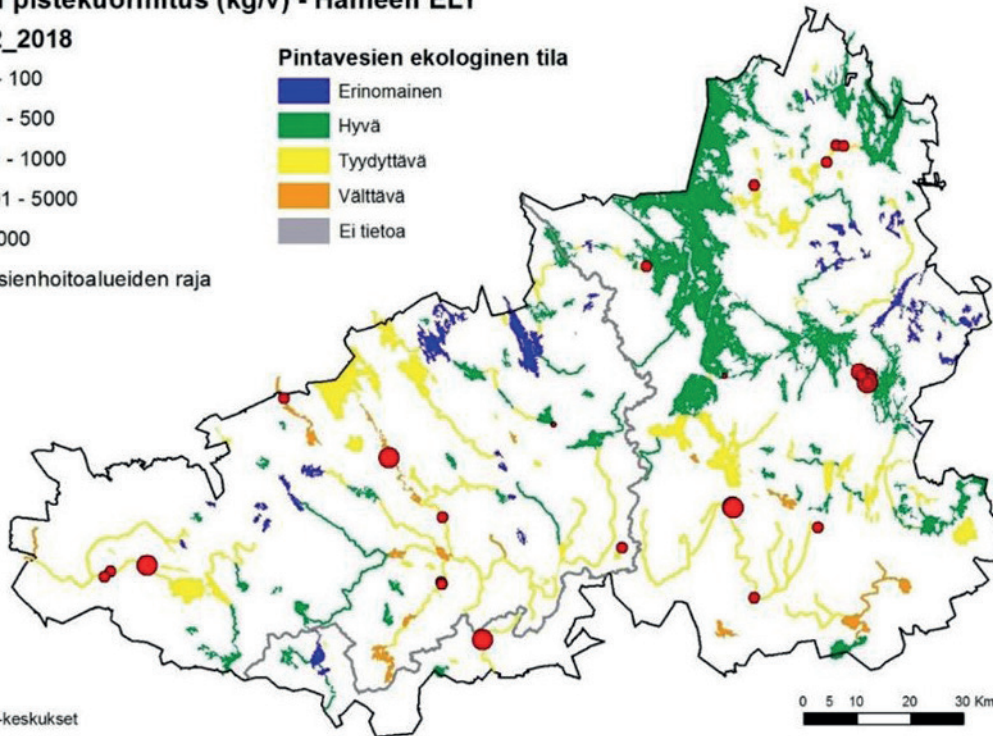 pistekuormitus (kg/v) - Hämeen ELY
2_2018
100
- 500
Pintavesien ekologinen tila
Erinomainen
Hyvä
- 1000
Tyydyttävä
1 - 5000
Välttävä
000
Ei tietoa
sienhoitoalueiden raja
-keskukset
0 5 10 20 30 Km